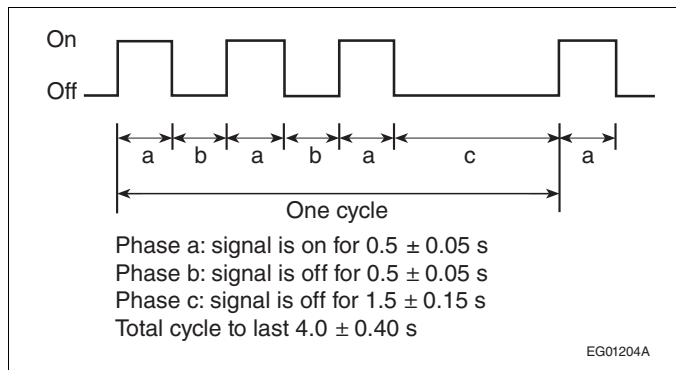 On
Off
a b a b a c a
One cycle
Phase a: signal is on for 0.5 ± 0.05 s
Phase b: signal is off for 0.5 ± 0.05 s
Phase c: signal is off for 1.5 ± 0.15 s
Total cycle to last 4.0 ± 0.40 s
EG01204A